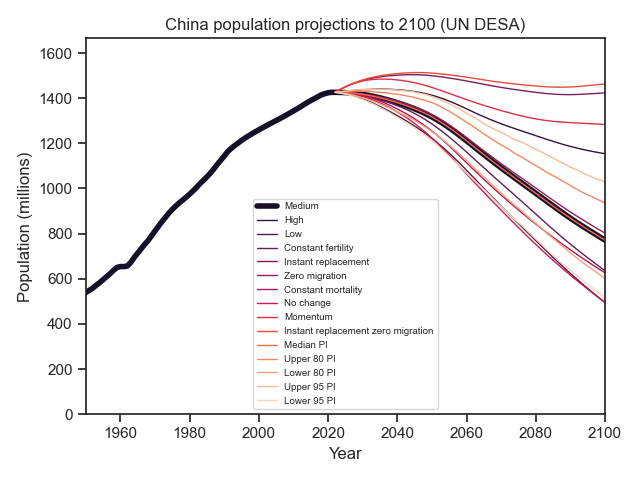 China population projections to 2100 (UN DESA)
Population (millions)
1600
1400
1200
1000
800
600
400
200
0
Medium
High
Low
Constant fertility
Instant replacement
Zero migration
Constant mortality
No change
Momentum
Instant replacement zero migration
Median PI
Upper 80 PI
Lower 80 PI
Upper 95 PI
Lower 95 PI
1960 1980 2000 2020 2040 2060 2080 2100
Year